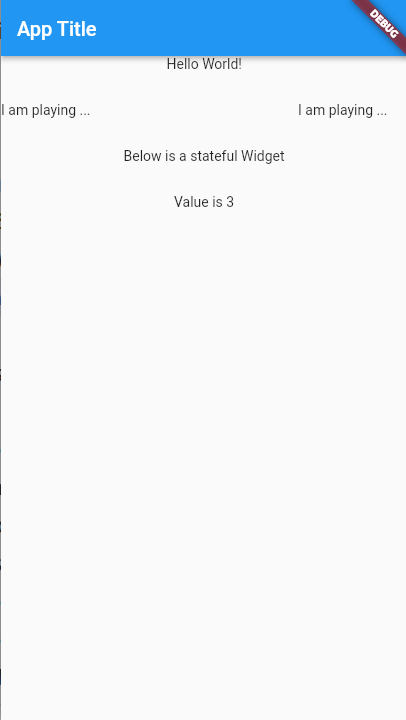 App Title
DEBUG
Hello World!
I am playing ... I am playing ...
Below is a stateful Widget
Value is 3